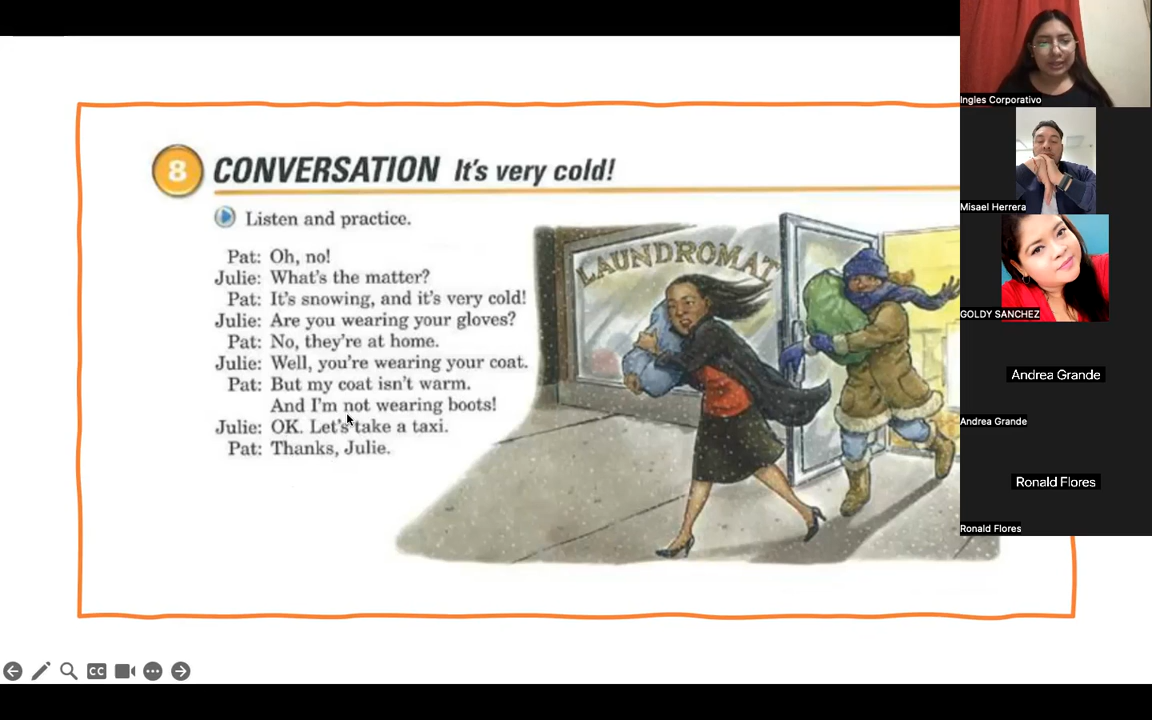 8 CONVERSATION It's very cold!
Listen and practice.
Pat: Oh, no!
Julie: What's the matter?
Pat: It's snowing, and it's very cold!
Julie: Are you wearing your gloves?
Pat: No, they're at home.
Julie: Well, you're wearing your coat.
Pat: But my coat isn't warm.
And I'm not wearing boots!
Julie: OK. Let's take a taxi.
Pat: Thanks, Julie.
LAUNDROMAT
Ingles Corporativo
Misael Herrera
GOLDY SANCHEZ
Andrea Grande
Andrea Grande
Ronald Flores
Ronald Flores
CC